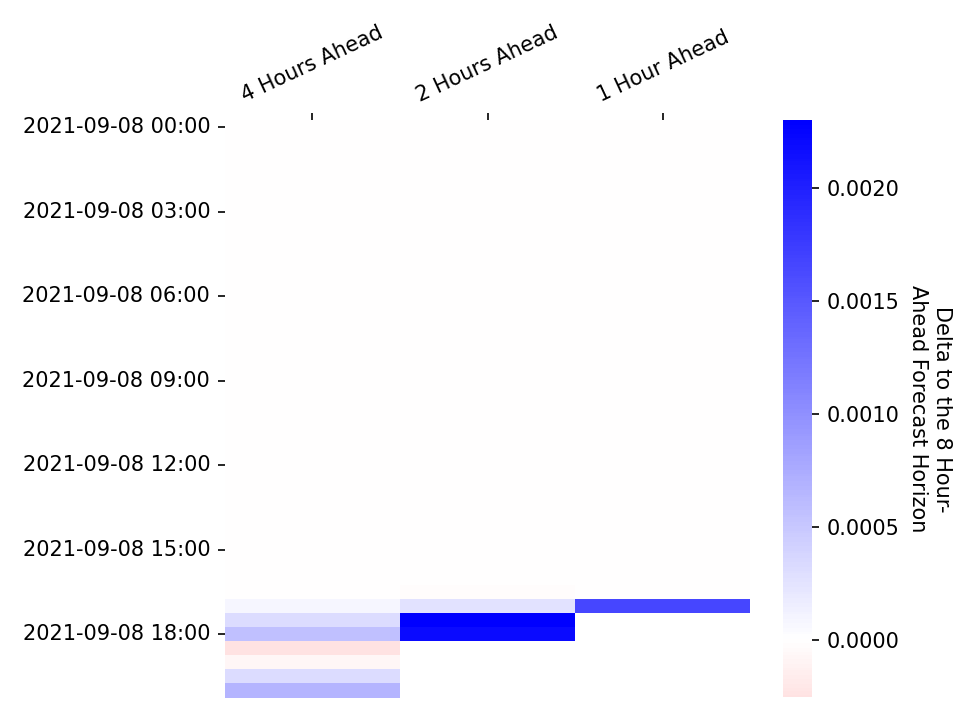 4 Hours Ahead
2 Hours Ahead
1 Hour Ahead
2021-09-08 00:00
2021-09-08 03:00
2021-09-08 06:00
2021-09-08 09:00
2021-09-08 12:00
2021-09-08 15:00
2021-09-08 18:00
0.0020
0.0015
0.0010
0.0005
0.0000
Delta to the 8 Hour-
Ahead Forecast Horizon